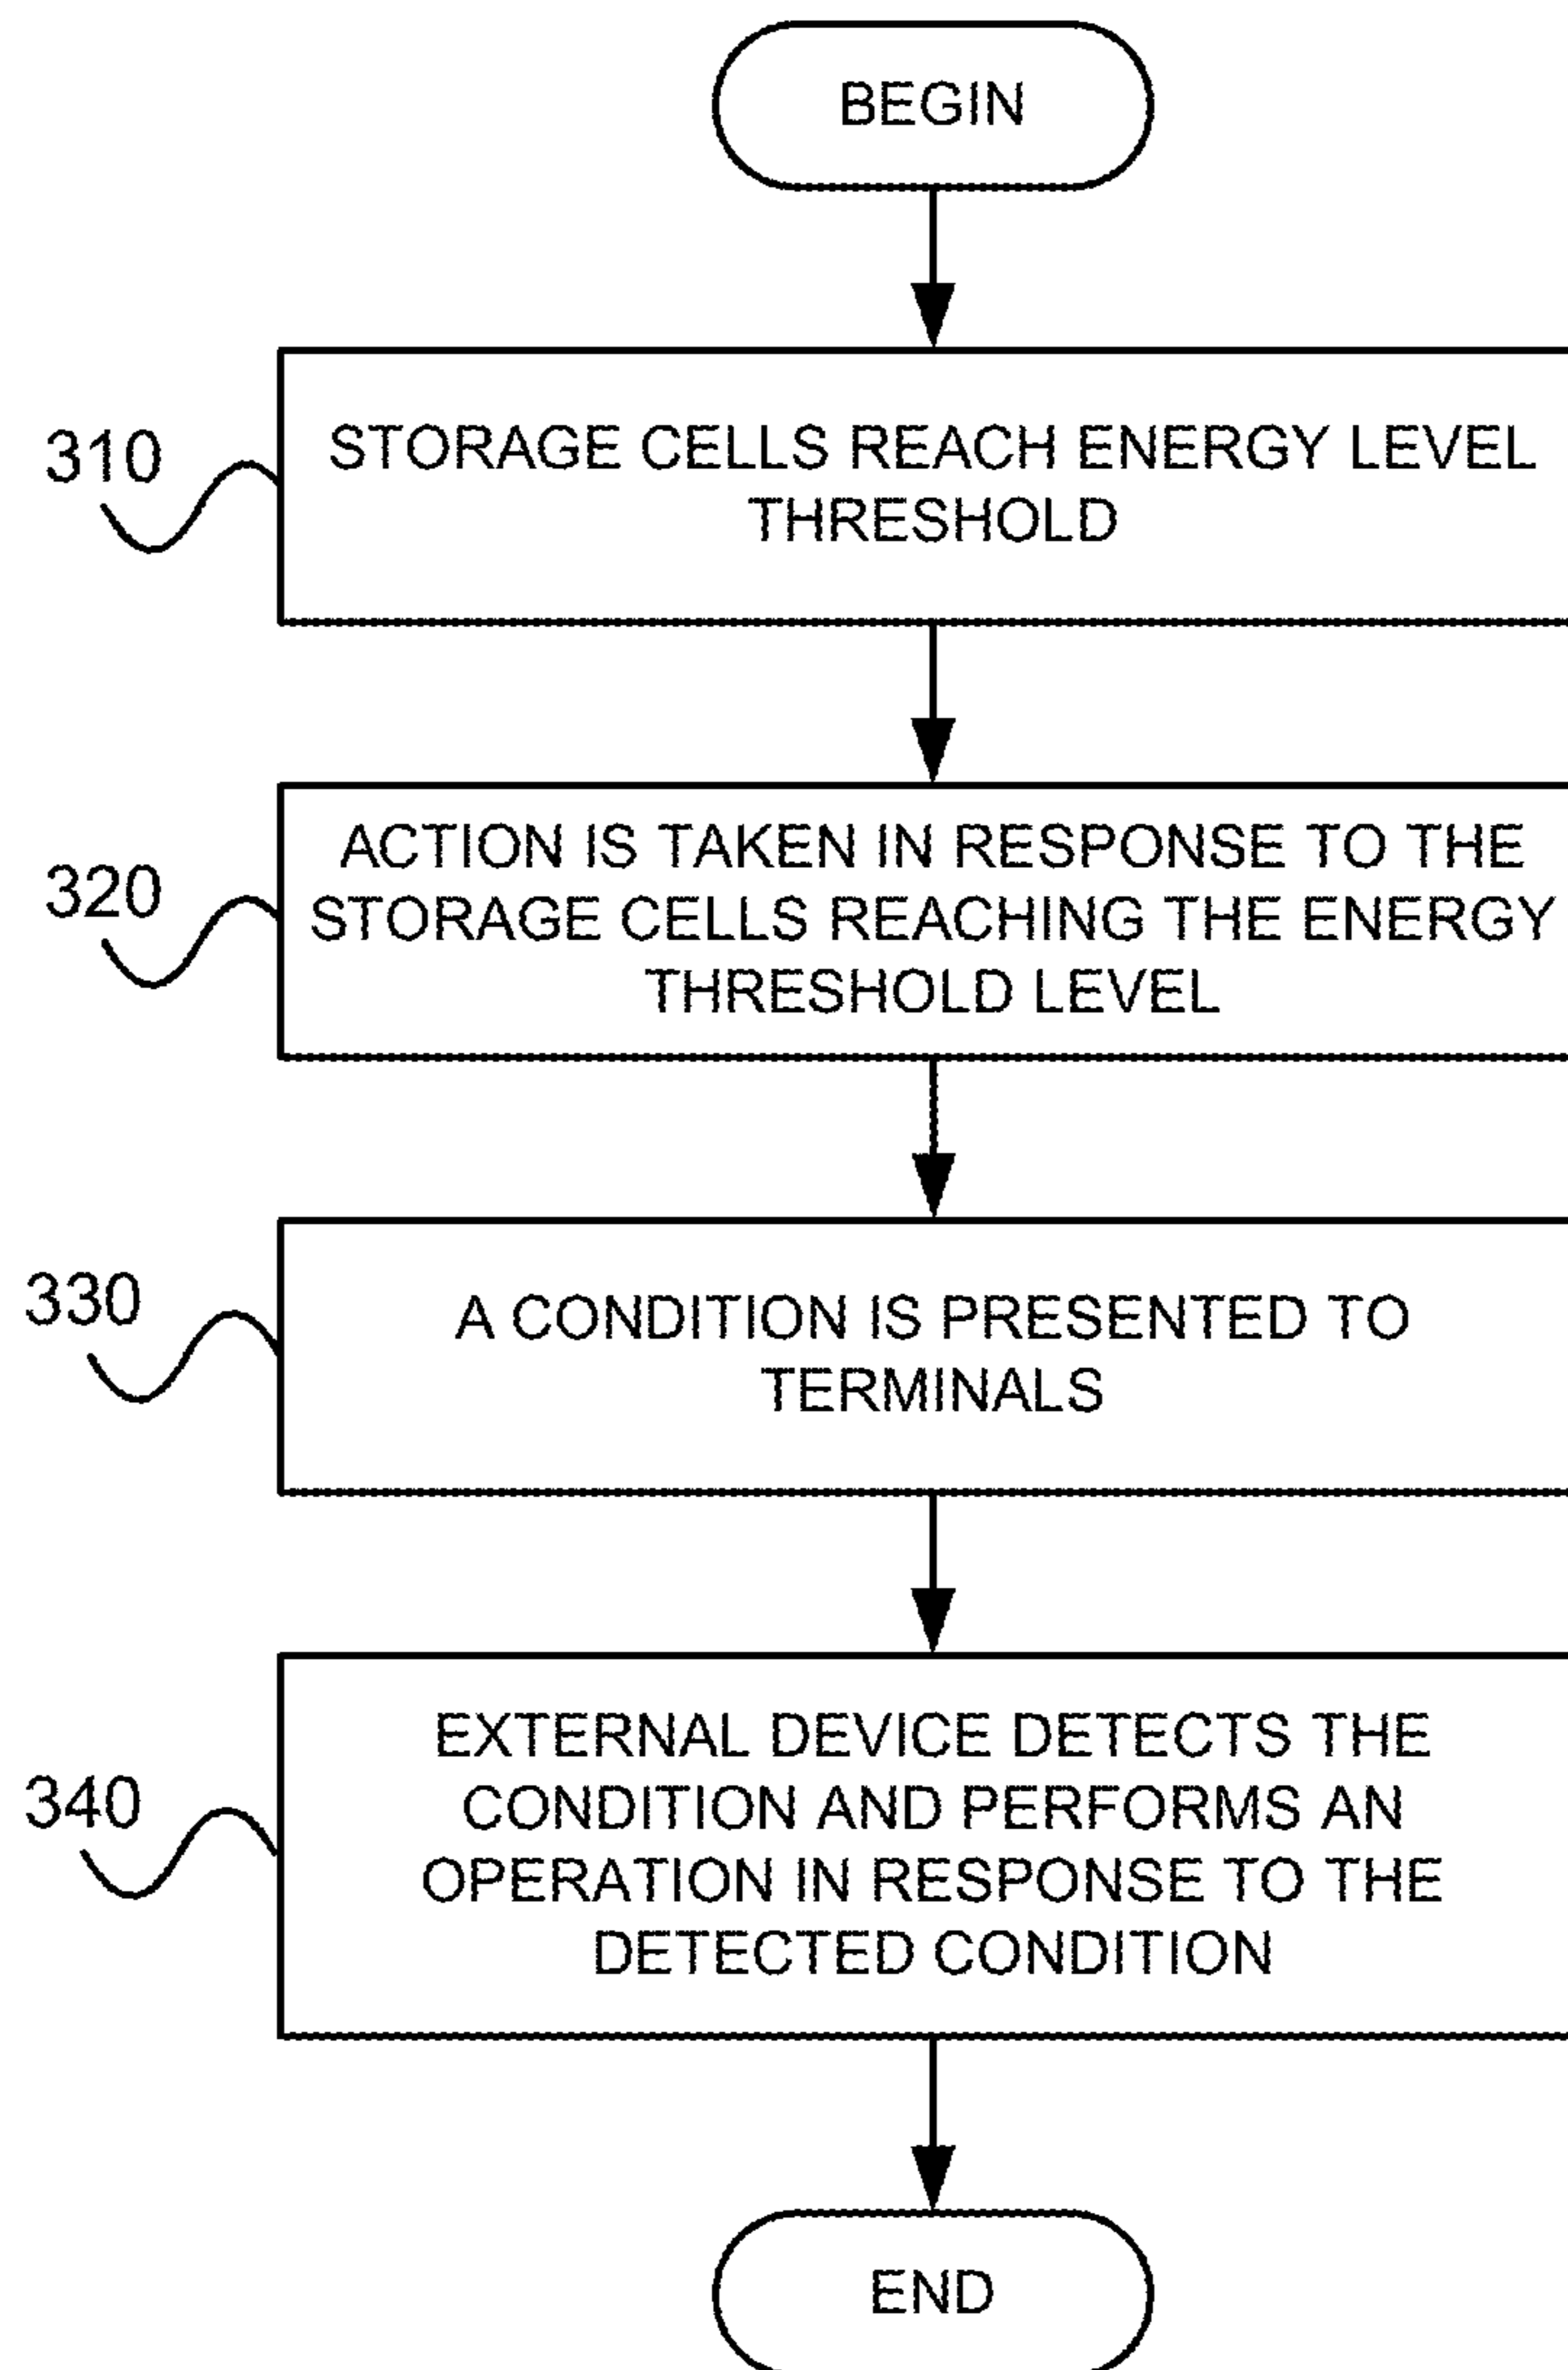 BEGIN
310
STORAGE CELLS REACH ENERGY LEVEL
THRESHOLD
320
ACTION IS TAKEN IN RESPONSE TO THE
STORAGE CELLS REACHING THE ENERGY
THRESHOLD LEVEL
330
A CONDITION IS PRESENTED TO
TERMINALS
340
EXTERNAL DEVICE DETECTS THE
CONDITION AND PERFORMS AN
OPERATION IN RESPONSE TO THE
DETECTED CONDITION
END